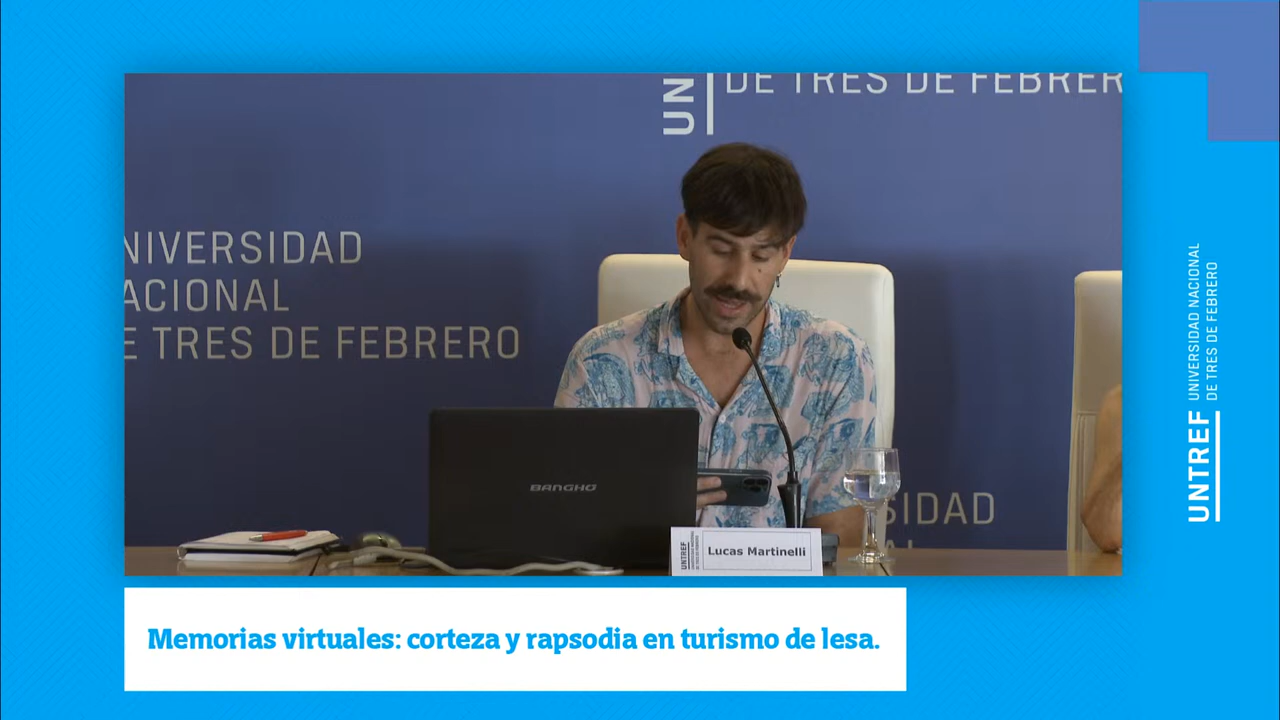 UN
DE TRES DE FEBRER
NIVERSIDAD
ACIONAL
E TRES DE FEBRERO
SIDAD
BANGHO
UNTREF
Lucas Martinelli
Memorias virtuales: corteza y rapsodia en turismo de lesa.
UNTREF
UNIVERSIDAD NACIONAL
DE TRES DE FEBRERO